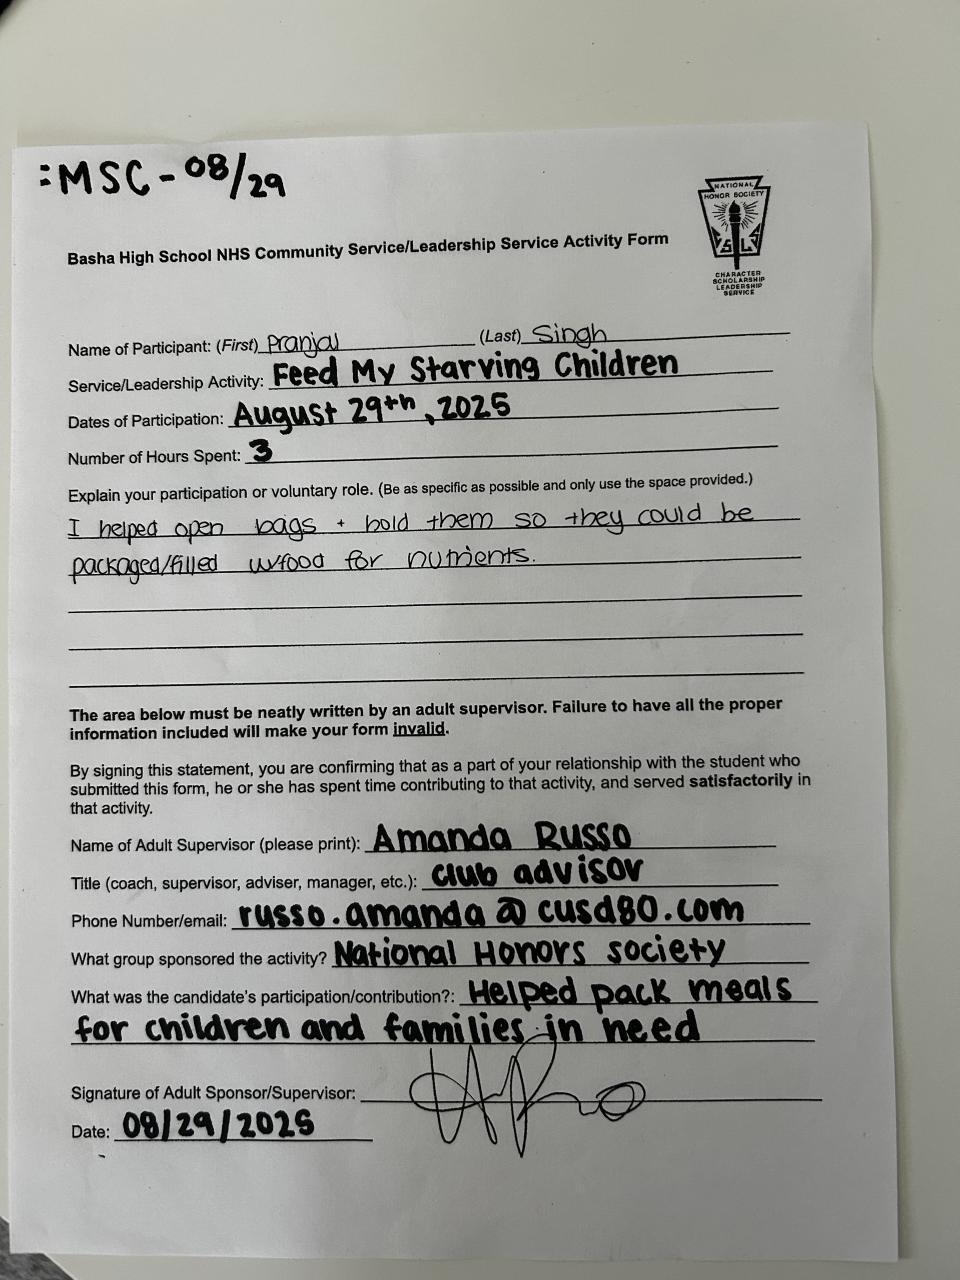 :MSC - 08/29
NATIONAL
HONOR SOCIETY
S L
CHARACTER
SCHOLARSHIP
LEADERSHIP
SERVICE
Basha High School NHS Community Service/Leadership Service Activity Form
Name of Participant: (First) Pranjal (Last) Singh
Service/Leadership Activity: Feed My Starving Children
Dates of Participation: August 29th, 2025
Number of Hours Spent: 3
Explain your participation or voluntary role. (Be as specific as possible and only use the space provided.)
I helped open bags + hold them so they could be
packaged/filled w/food for nutrients.
The area below must be neatly written by an adult supervisor. Failure to have all the proper
information included will make your form invalid.
By signing this statement, you are confirming that as a part of your relationship with the student who
submitted this form, he or she has spent time contributing to that activity, and served satisfactorily in
that activity.
Name of Adult Supervisor (please print): Amanda Russo
Title (coach, supervisor, adviser, manager, etc.): club advisor
Phone Number/email: russo.amanda@cusd80.com
What group sponsored the activity? National Honors society
What was the candidate's participation/contribution?: Helped pack meals
for children and families in need
Signature of Adult Sponsor/Supervisor:
Date: 08/29/2025